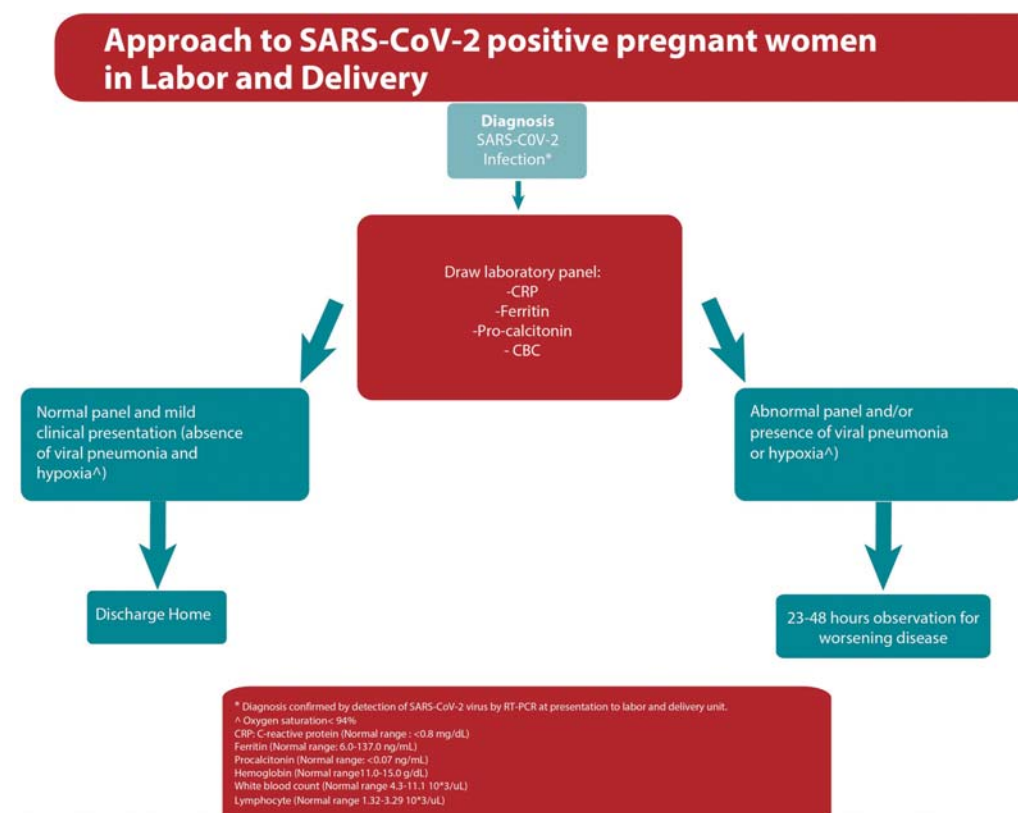 Approach to SARS-CoV-2 positive pregnant women
in Labor and Delivery
Diagnosis
SARS-C0V-2
Infection*
Draw laboratory panel:
-CRP
-Ferritin
-Pro-calcitonin
- CBC
Normal panel and mild
clinical presentation (absence
of viral pneumonia and
hypoxia^)
Abnormal panel and/or
presence of viral pneumonia
or hypoxia^)
Discharge Home
23-48 hours observation for
worsening disease
* Diagnosis confirmed by detection of SARS-CoV-2 virus by RT-PCR at presentation to labor and delivery unit.
^ Oxygen saturation< 94%
CRP: C-reactive protein (Normal range : <0.8 mg/dL)
Ferritin (Normal range: 6.0-137.0 ng/mL)
Procalcitonin (Normal range: <0.07 ng/mL)
Hemoglobin (Normal range11.0-15.0 g/dL)
White blood count (Normal range 4.3-11.1 10*3/uL)
Lymphocyte (Normal range 1.32-3.29 10*3/uL)